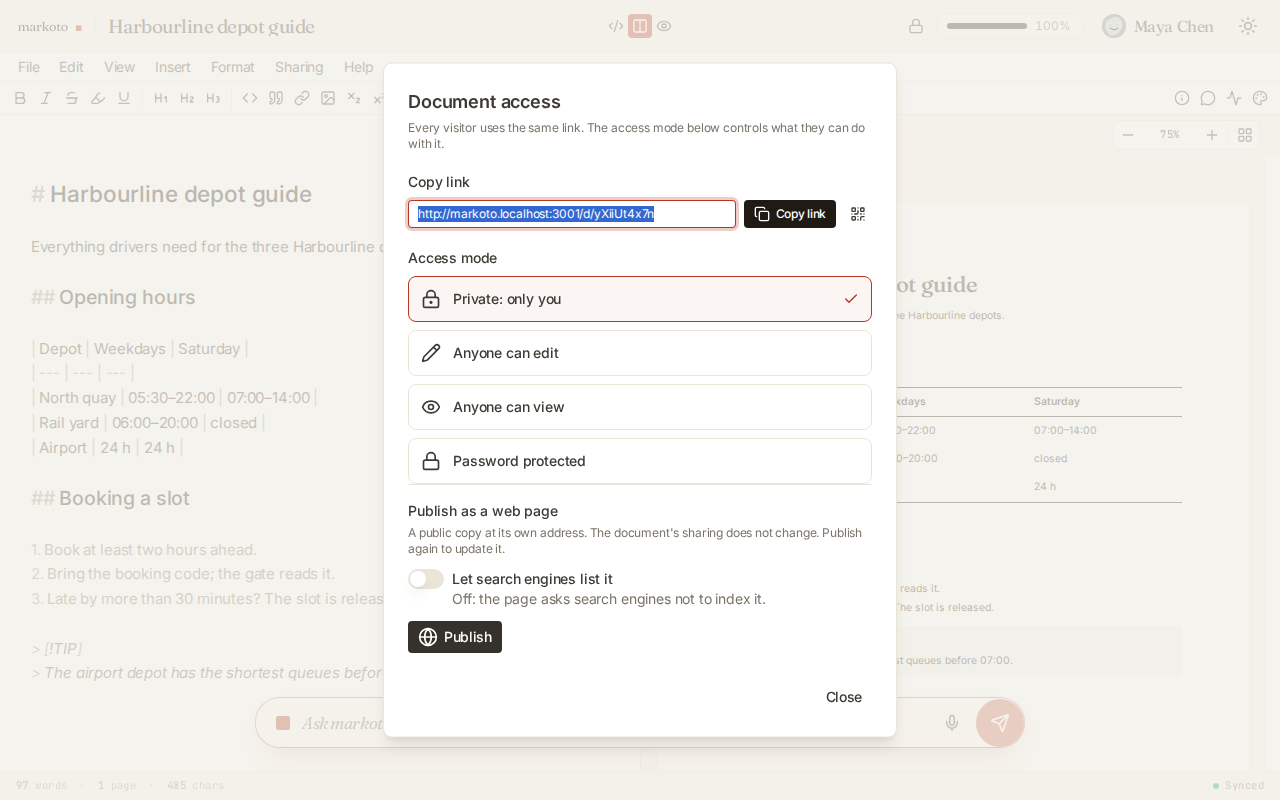 markoto
Harbourline depot guide
100%
Maya Chen
File Edit View Insert Format Sharing Help
H1 H2 H3
75%
# Harbourline depot guide
Everything drivers need for the three Harbourline
## Opening hours
| Depot | Weekdays | Saturday |
| --- | --- | --- |
| North quay | 05:30–22:00 | 07:00–14:00 |
| Rail yard | 06:00–20:00 | closed |
| Airport | 24 h | 24 h |
## Booking a slot
1. Book at least two hours ahead.
2. Bring the booking code; the gate reads it.
3. Late by more than 30 minutes? The slot is releas
> [!TIP]
> The airport depot has the shortest queues befor
Document access
Every visitor uses the same link. The access mode below controls what they can do
with it.
Copy link
http://markoto.localhost:3001/d/yXiiUt4x7h
Copy link
Access mode
Private: only you
Anyone can edit
Anyone can view
Password protected
Publish as a web page
A public copy at its own address. The document's sharing does not change. Publish
again to update it.
Let search engines list it
Off: the page asks search engines not to index it.
Publish
Close
ot guide
ee Harbourline depots.
kdays Saturday
0–22:00 07:00–14:00
0–20:00 closed
24 h
reads it.
The slot is released.
st queues before 07:00.
Ask markot
97 words · 1 page · 485 chars
Synced